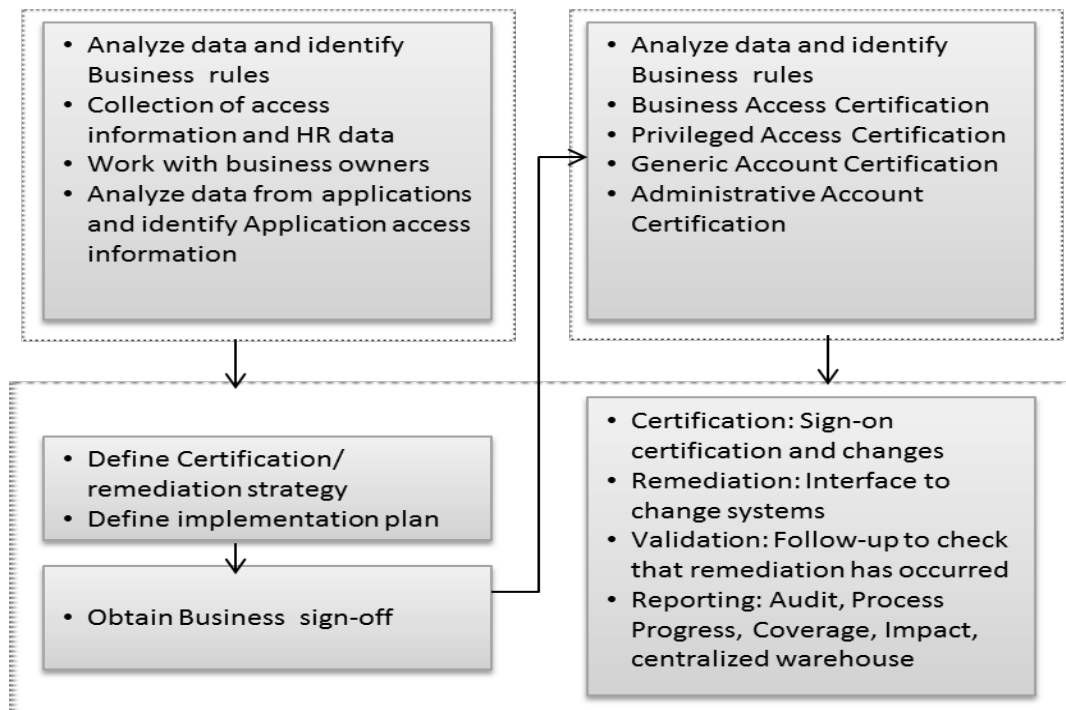 • Analyze data and identify
Business rules
• Collection of access
information and HR data
• Work with business owners
• Analyze data from applications
and identify Application access
information
• Define Certification/
remediation strategy
• Define implementation plan
• Obtain Business sign-off
• Analyze data and identify
Business rules
• Business Access Certification
• Privileged Access Certification
• Generic Account Certification
• Administrative Account
Certification
• Certification: Sign-on
certification and changes
• Remediation: Interface to
change systems
• Validation: Follow-up to check
that remediation has occurred
• Reporting: Audit, Process
Progress, Coverage, Impact,
centralized warehouse